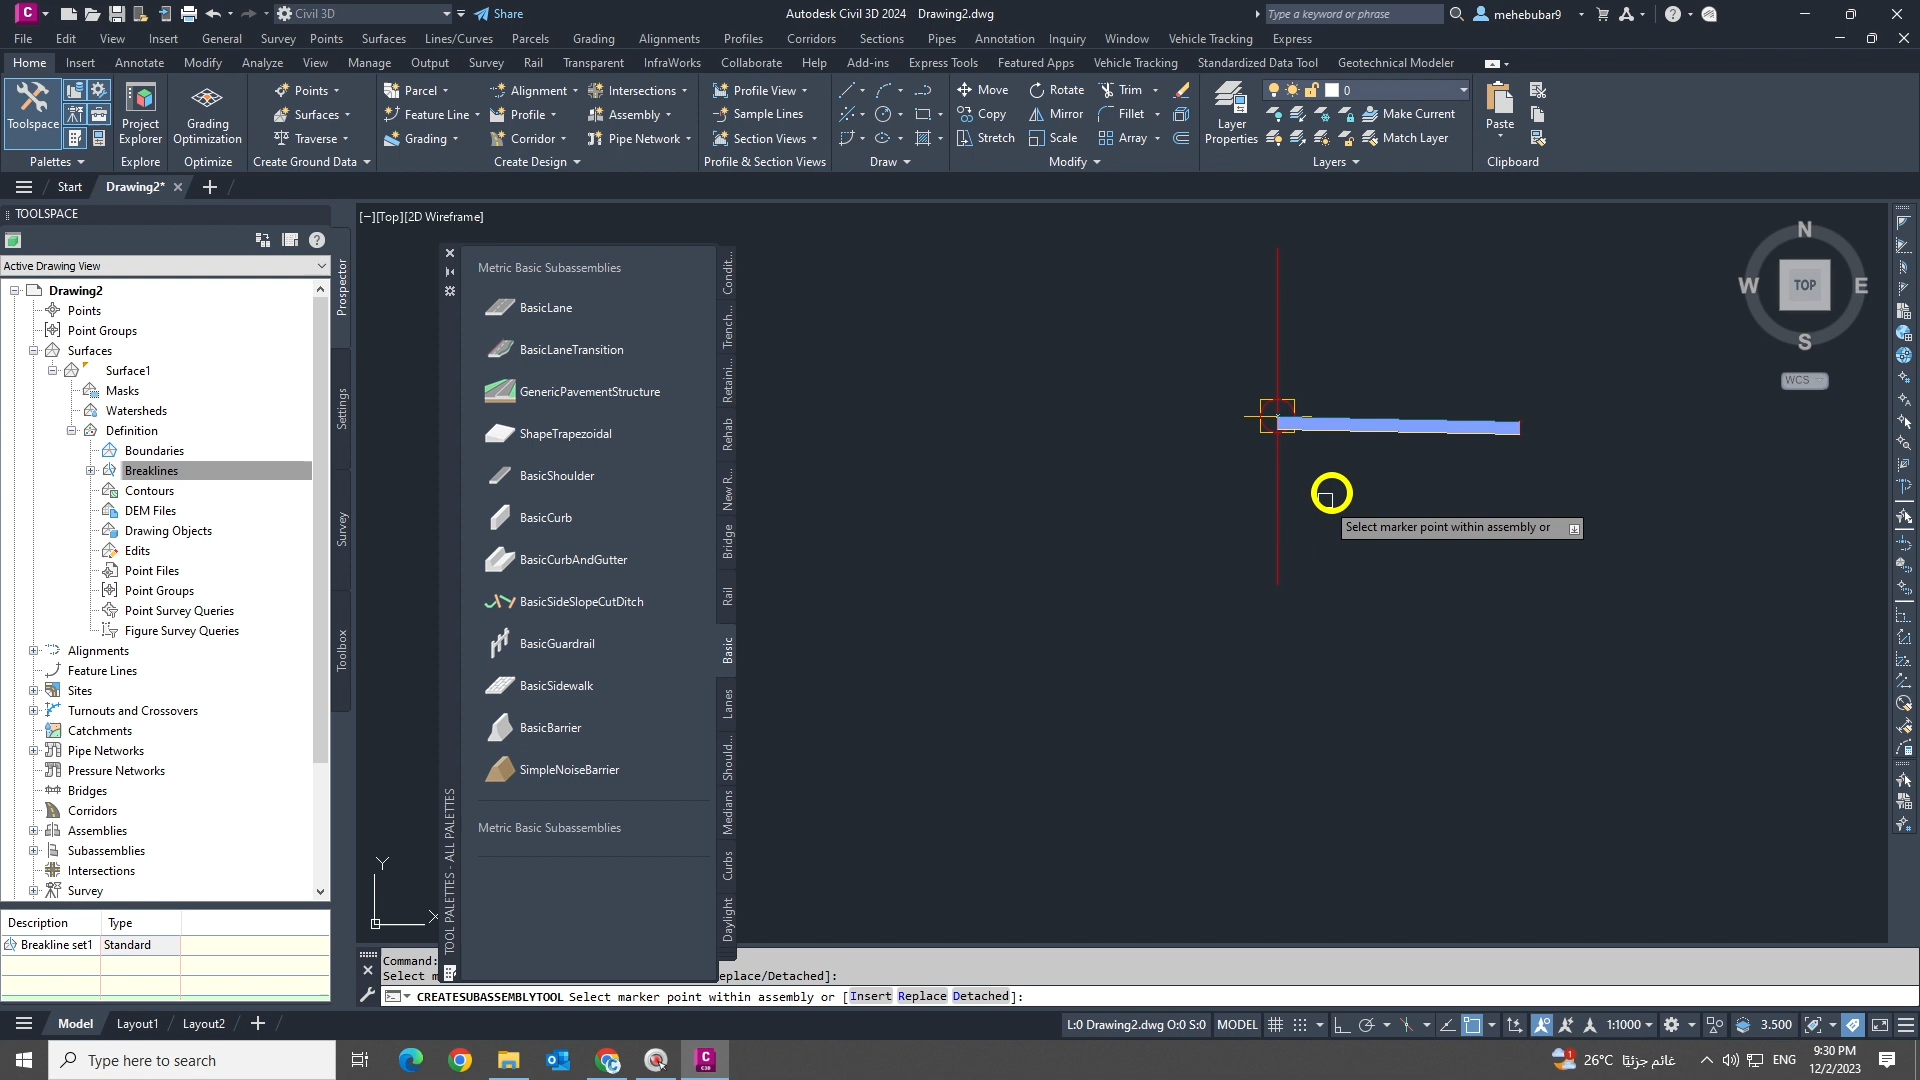 Civil 3D
Share
Autodesk Civil 3D 2024 Drawing2.dwg
Type a keyword or phrase
mehebubar9
File Edit View Insert General Survey Points Surfaces Lines/Curves Parcels Grading Alignments Profiles Corridors Sections Pipes Annotation Inquiry Window Vehicle Tracking Express
Home Insert Annotate Modify Analyze View Manage Output Survey Rail Transparent InfraWorks Collaborate Help Add-ins Express Tools Featured Apps Vehicle Tracking Standardized Data Tool Geotechnical Modeler
Points Parcel Alignment Intersections Profile View Move Rotate Trim 0
Toolspace Project Explorer Grading Optimization Surfaces Feature Line Profile Assembly Sample Lines Copy Mirror Fillet Layer Properties Make Current Paste
Traverse Grading Corridor Pipe Network Section Views Stretch Scale Array Match Layer
Palettes Explore Optimize Create Ground Data Create Design Profile & Section Views Draw Modify Layers Clipboard
Start Drawing2*
TOOLSPACE
Active Drawing View
Drawing2
Points
Point Groups
Surfaces
Surface1
Masks
Watersheds
Definition
Boundaries
Breaklines
Contours
DEM Files
Drawing Objects
Edits
Point Files
Point Groups
Point Survey Queries
Figure Survey Queries
Alignments
Feature Lines
Sites
Turnouts and Crossovers
Catchments
Pipe Networks
Pressure Networks
Bridges
Corridors
Assemblies
Subassemblies
Intersections
Survey
Description Type
Breakline set1 Standard
Prospector
Settings
Survey
Toolbox
[−][Top][2D Wireframe]
Metric Basic Subassemblies
BasicLane
BasicLaneTransition
GenericPavementStructure
ShapeTrapezoidal
BasicShoulder
BasicCurb
BasicCurbAndGutter
BasicSideSlopeCutDitch
BasicGuardrail
BasicSidewalk
BasicBarrier
SimpleNoiseBarrier
Metric Basic Subassemblies
TOOL PALETTES - ALL PALETTES
Condit...
Trench...
Retaini...
Rehab
New R...
Bridge
Rail
Basic
Lanes
Should...
Medians
Curbs
Daylight
Select marker point within assembly or
N
W TOP E
S
WCS
Y
X
Command:
Select m
eplace/Detached]:
CREATESUBASSEMBLYTOOL Select marker point within assembly or [Insert Replace Detached]:
Model Layout1 Layout2
L:0 Drawing2.dwg O:0 S:0 MODEL 1:1000 3.500
Type here to search
26°C غائم جزئيًا
ENG
9:30 PM
12/2/2023